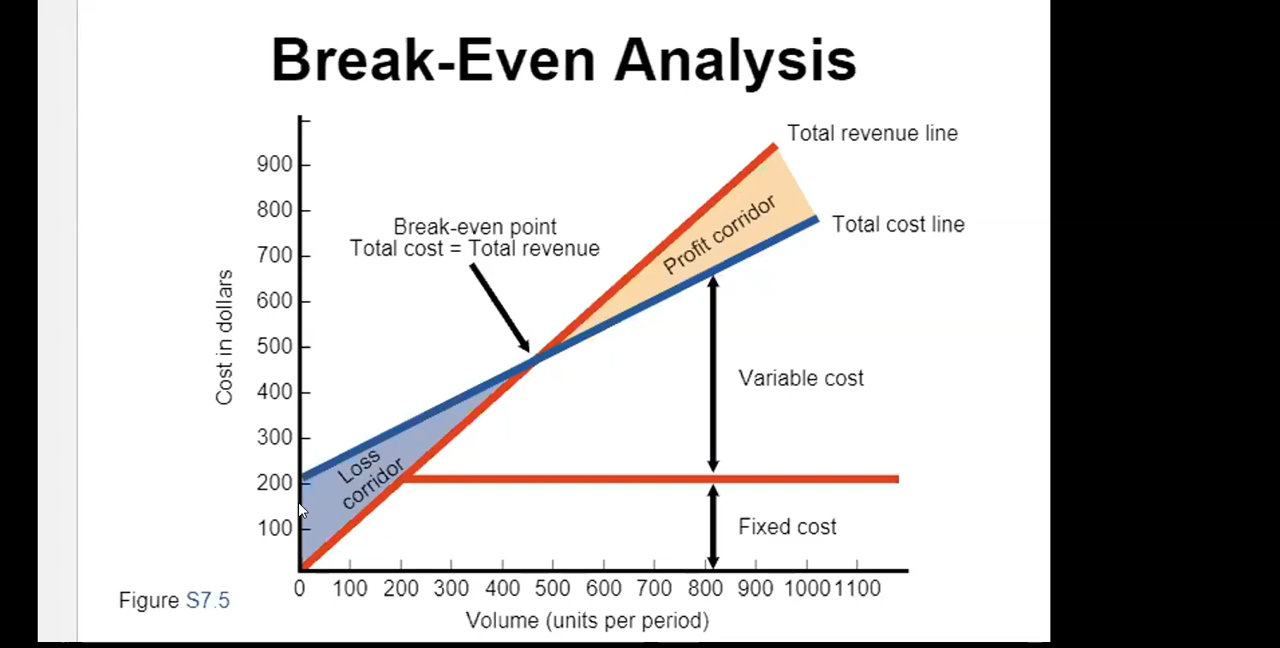 Break-Even Analysis
Total revenue line
900
800
700
600
500
400
300
200
100
Cost in dollars
Break-even point
Total cost = Total revenue
Profit corridor
Total cost line
Variable cost
Loss
corridor
Fixed cost
0 100 200 300 400 500 600 700 800 900 1000 1100
Volume (units per period)
Figure S7.5